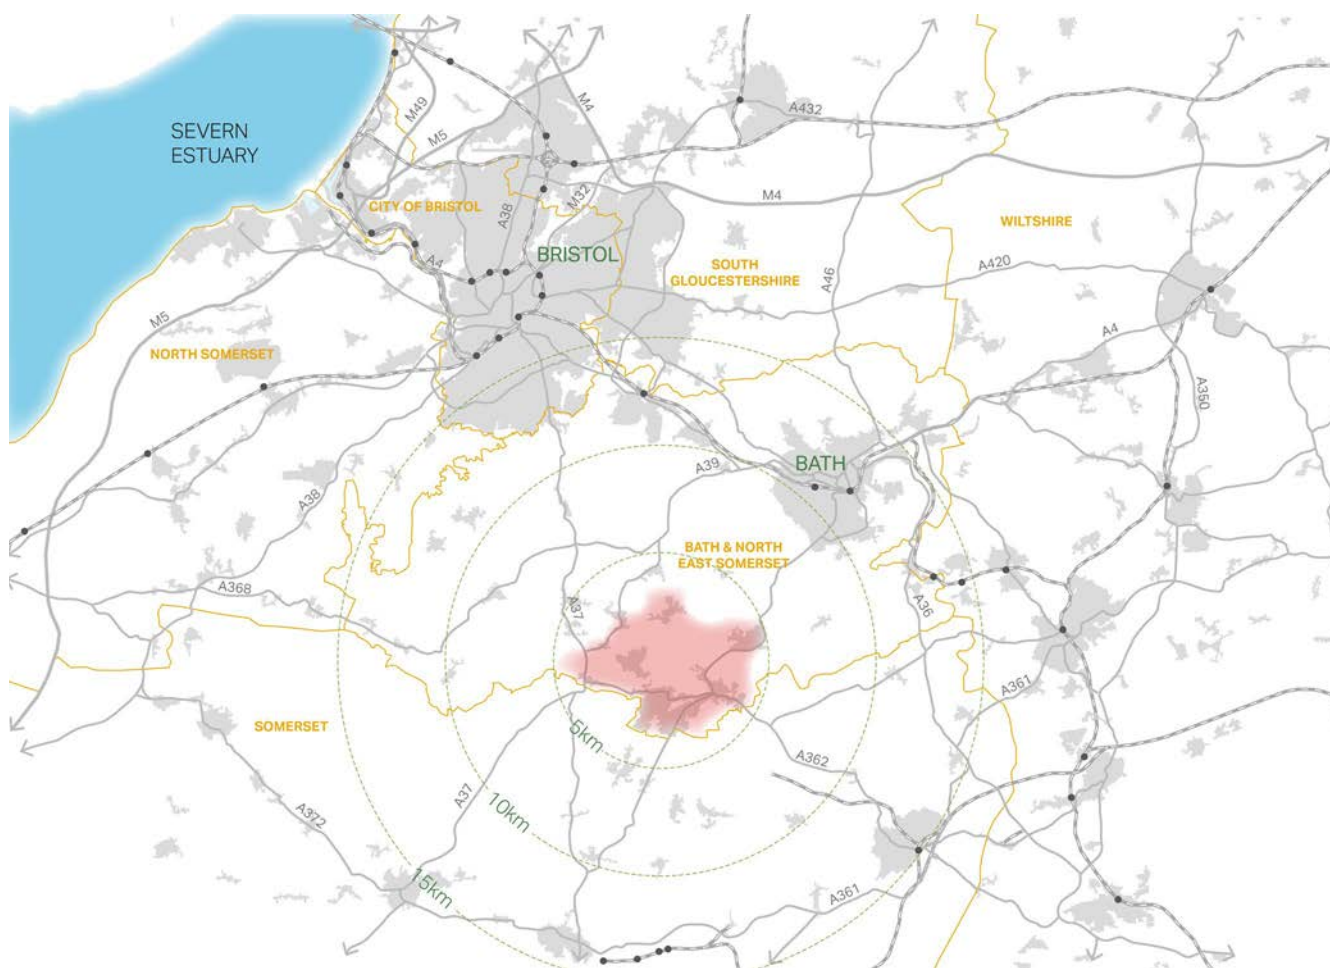 M49
M4
A432
M5
SEVERN
ESTUARY
M4
M32
CITY OF BRISTOL
A38
WILTSHIRE
A4
BRISTOL
SOUTH
GLOUCESTERSHIRE
A46
A420
M5
A4
NORTH SOMERSET
A350
A39
BATH
A38
BATH & NORTH
EAST SOMERSET
A368
A37
A36
A361
SOMERSET
5km
A362
A37
10km
A372
15km
A361